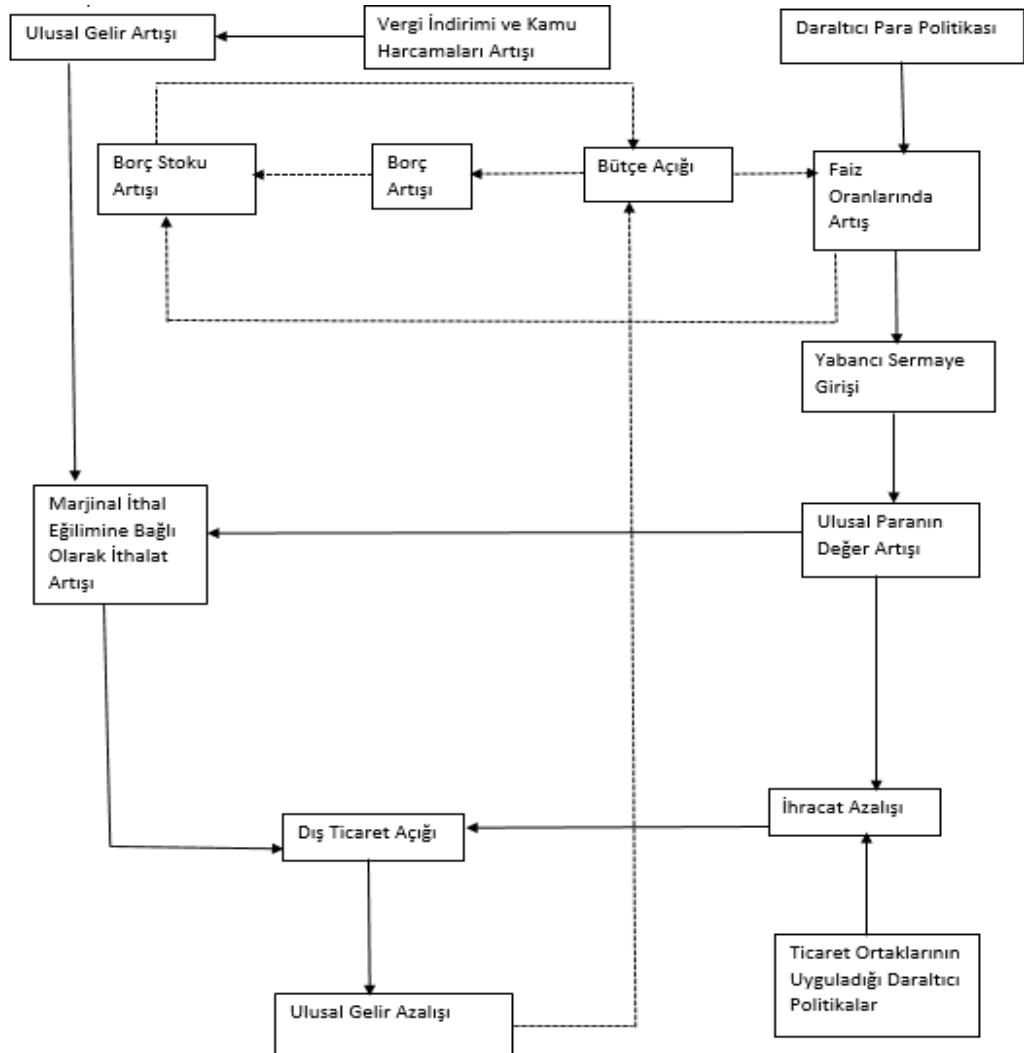 Ulusal Gelir Artışı
Vergi İndirimi ve Kamu
Harcamaları Artışı
Daraltıcı Para Politikası
Borç Stoku
Artışı
Borç
Artışı
Bütçe Açığı
Faiz
Oranlarında
Artış
Yabancı Sermaye
Girişi
Marjinal İthal
Eğilimine Bağlı
Olarak İthalat
Artışı
Ulusal Paranın
Değer Artışı
İhracat Azalışı
Dış Ticaret Açığı
Ticaret Ortaklarının
Uyguladığı Daraltıcı
Politikalar
Ulusal Gelir Azalışı